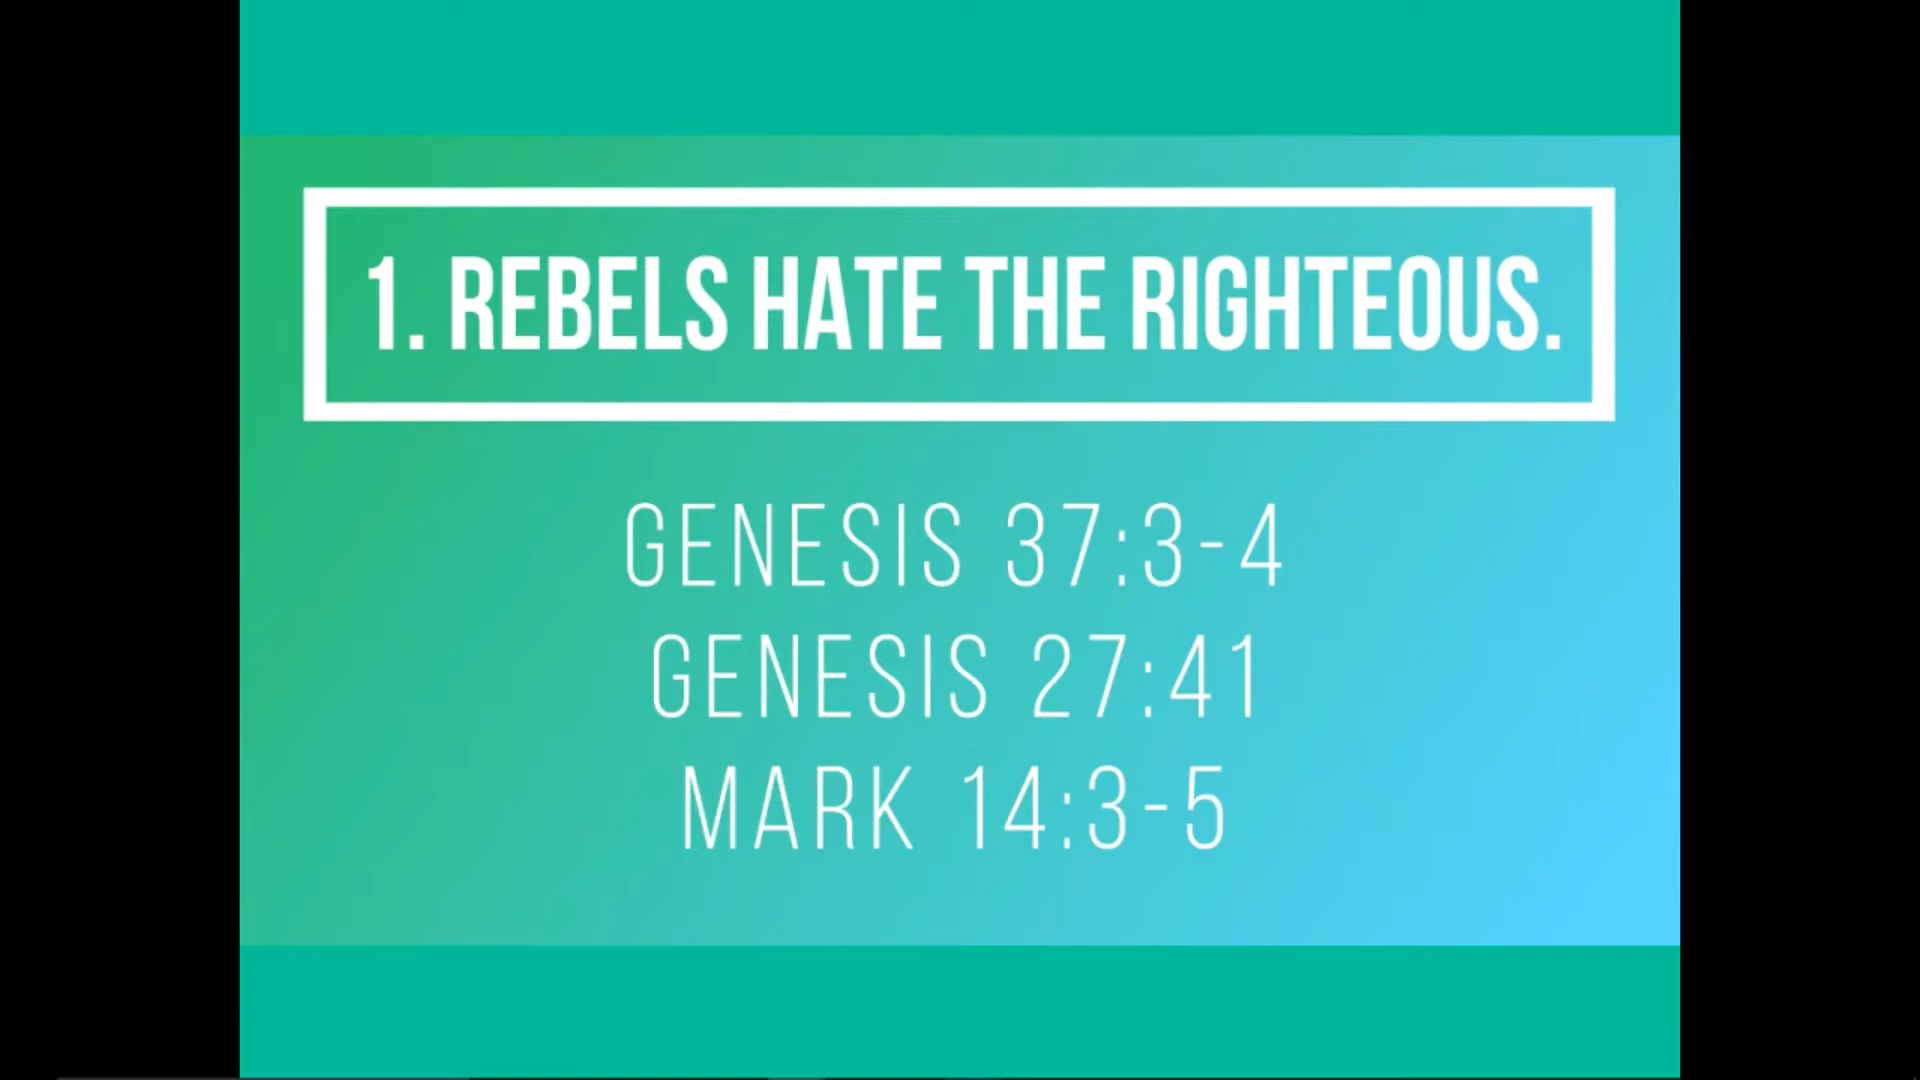 1. REBELS HATE THE RIGHTEOUS.
GENESIS 37:3-4
GENESIS 27:41
MARK 14:3-5